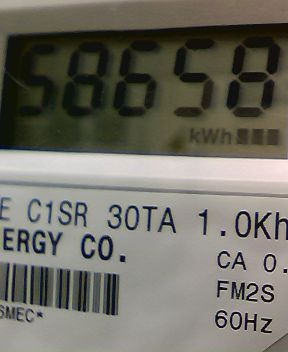 58658
kWh
E C1SR 30TA 1.0Kh
ERGY CO.
CA 0.
FM2S
SMEC*
60Hz